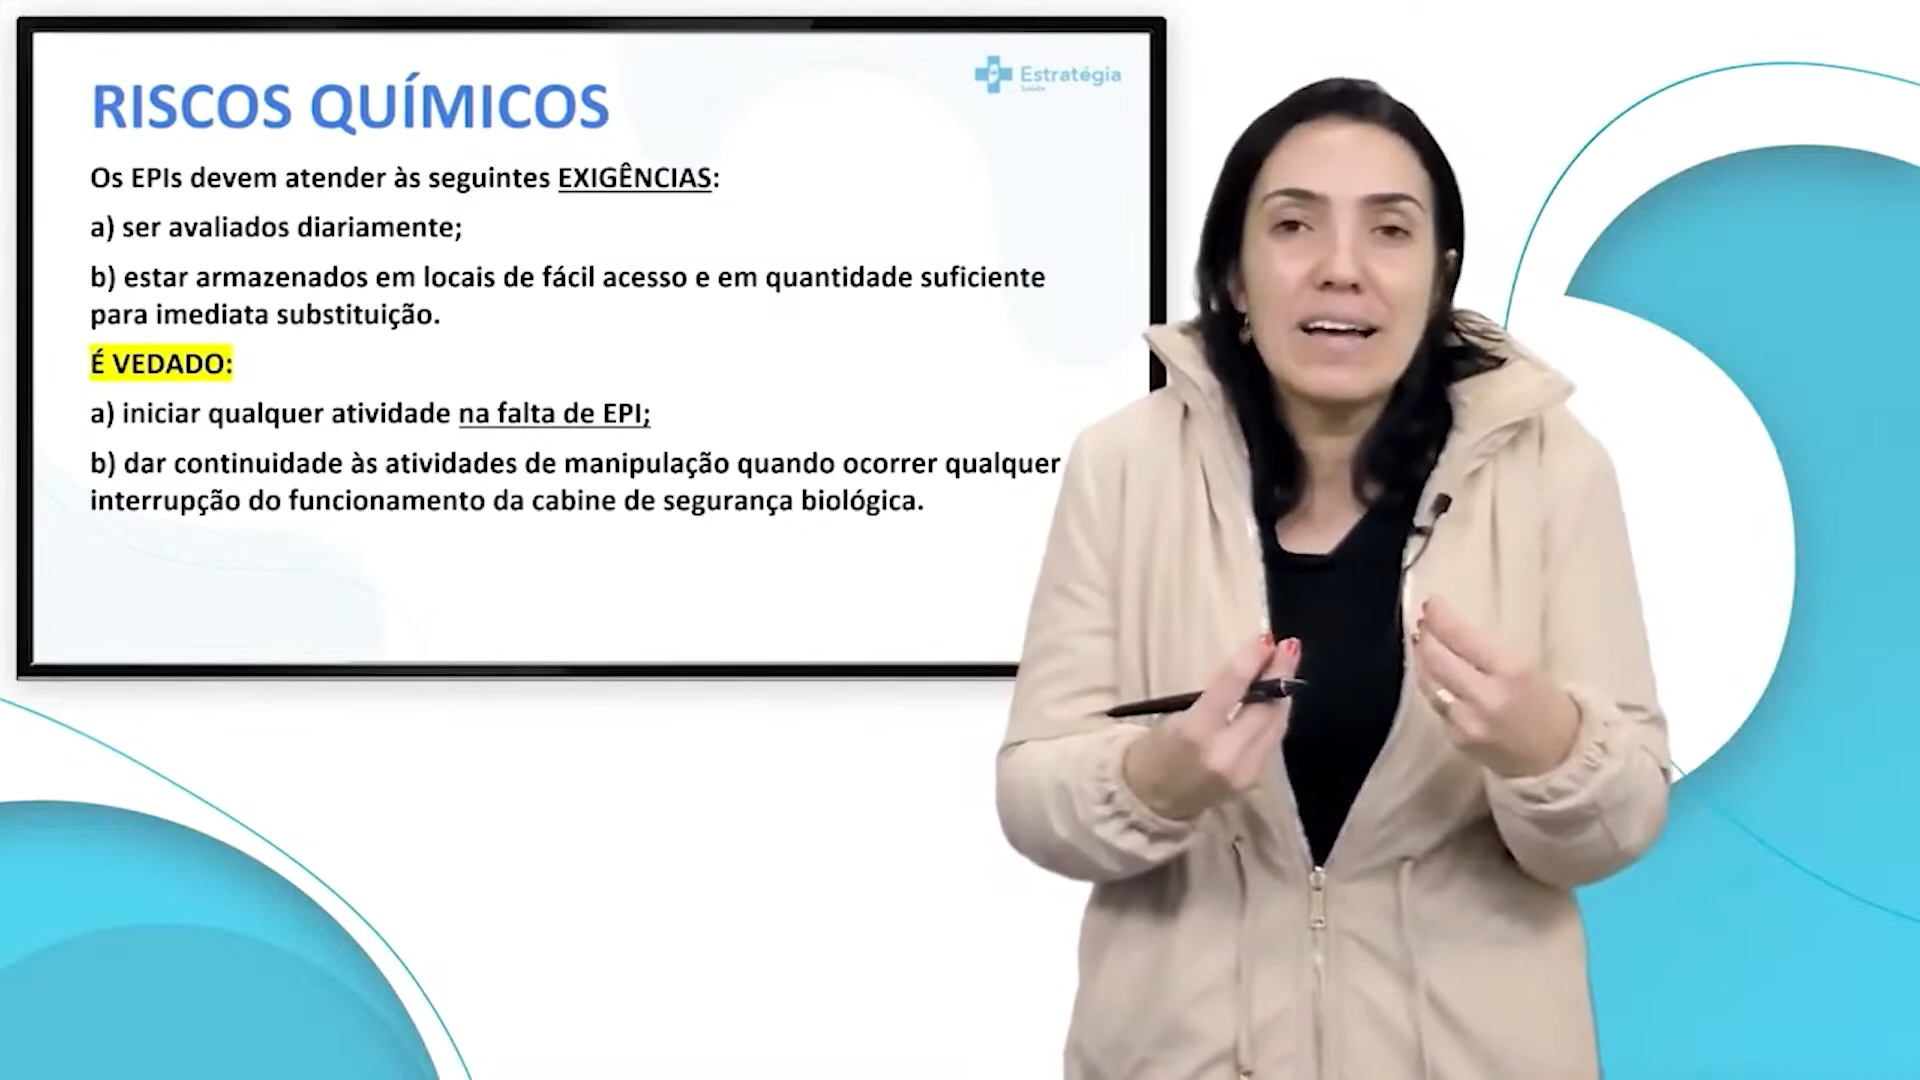 Estratégia
Saúde
RISCOS QUÍMICOS
Os EPIs devem atender às seguintes EXIGÊNCIAS:
a) ser avaliados diariamente;
b) estar armazenados em locais de fácil acesso e em quantidade suficiente
para imediata substituição.
É VEDADO:
a) iniciar qualquer atividade na falta de EPI;
b) dar continuidade às atividades de manipulação quando ocorrer qualquer
interrupção do funcionamento da cabine de segurança biológica.